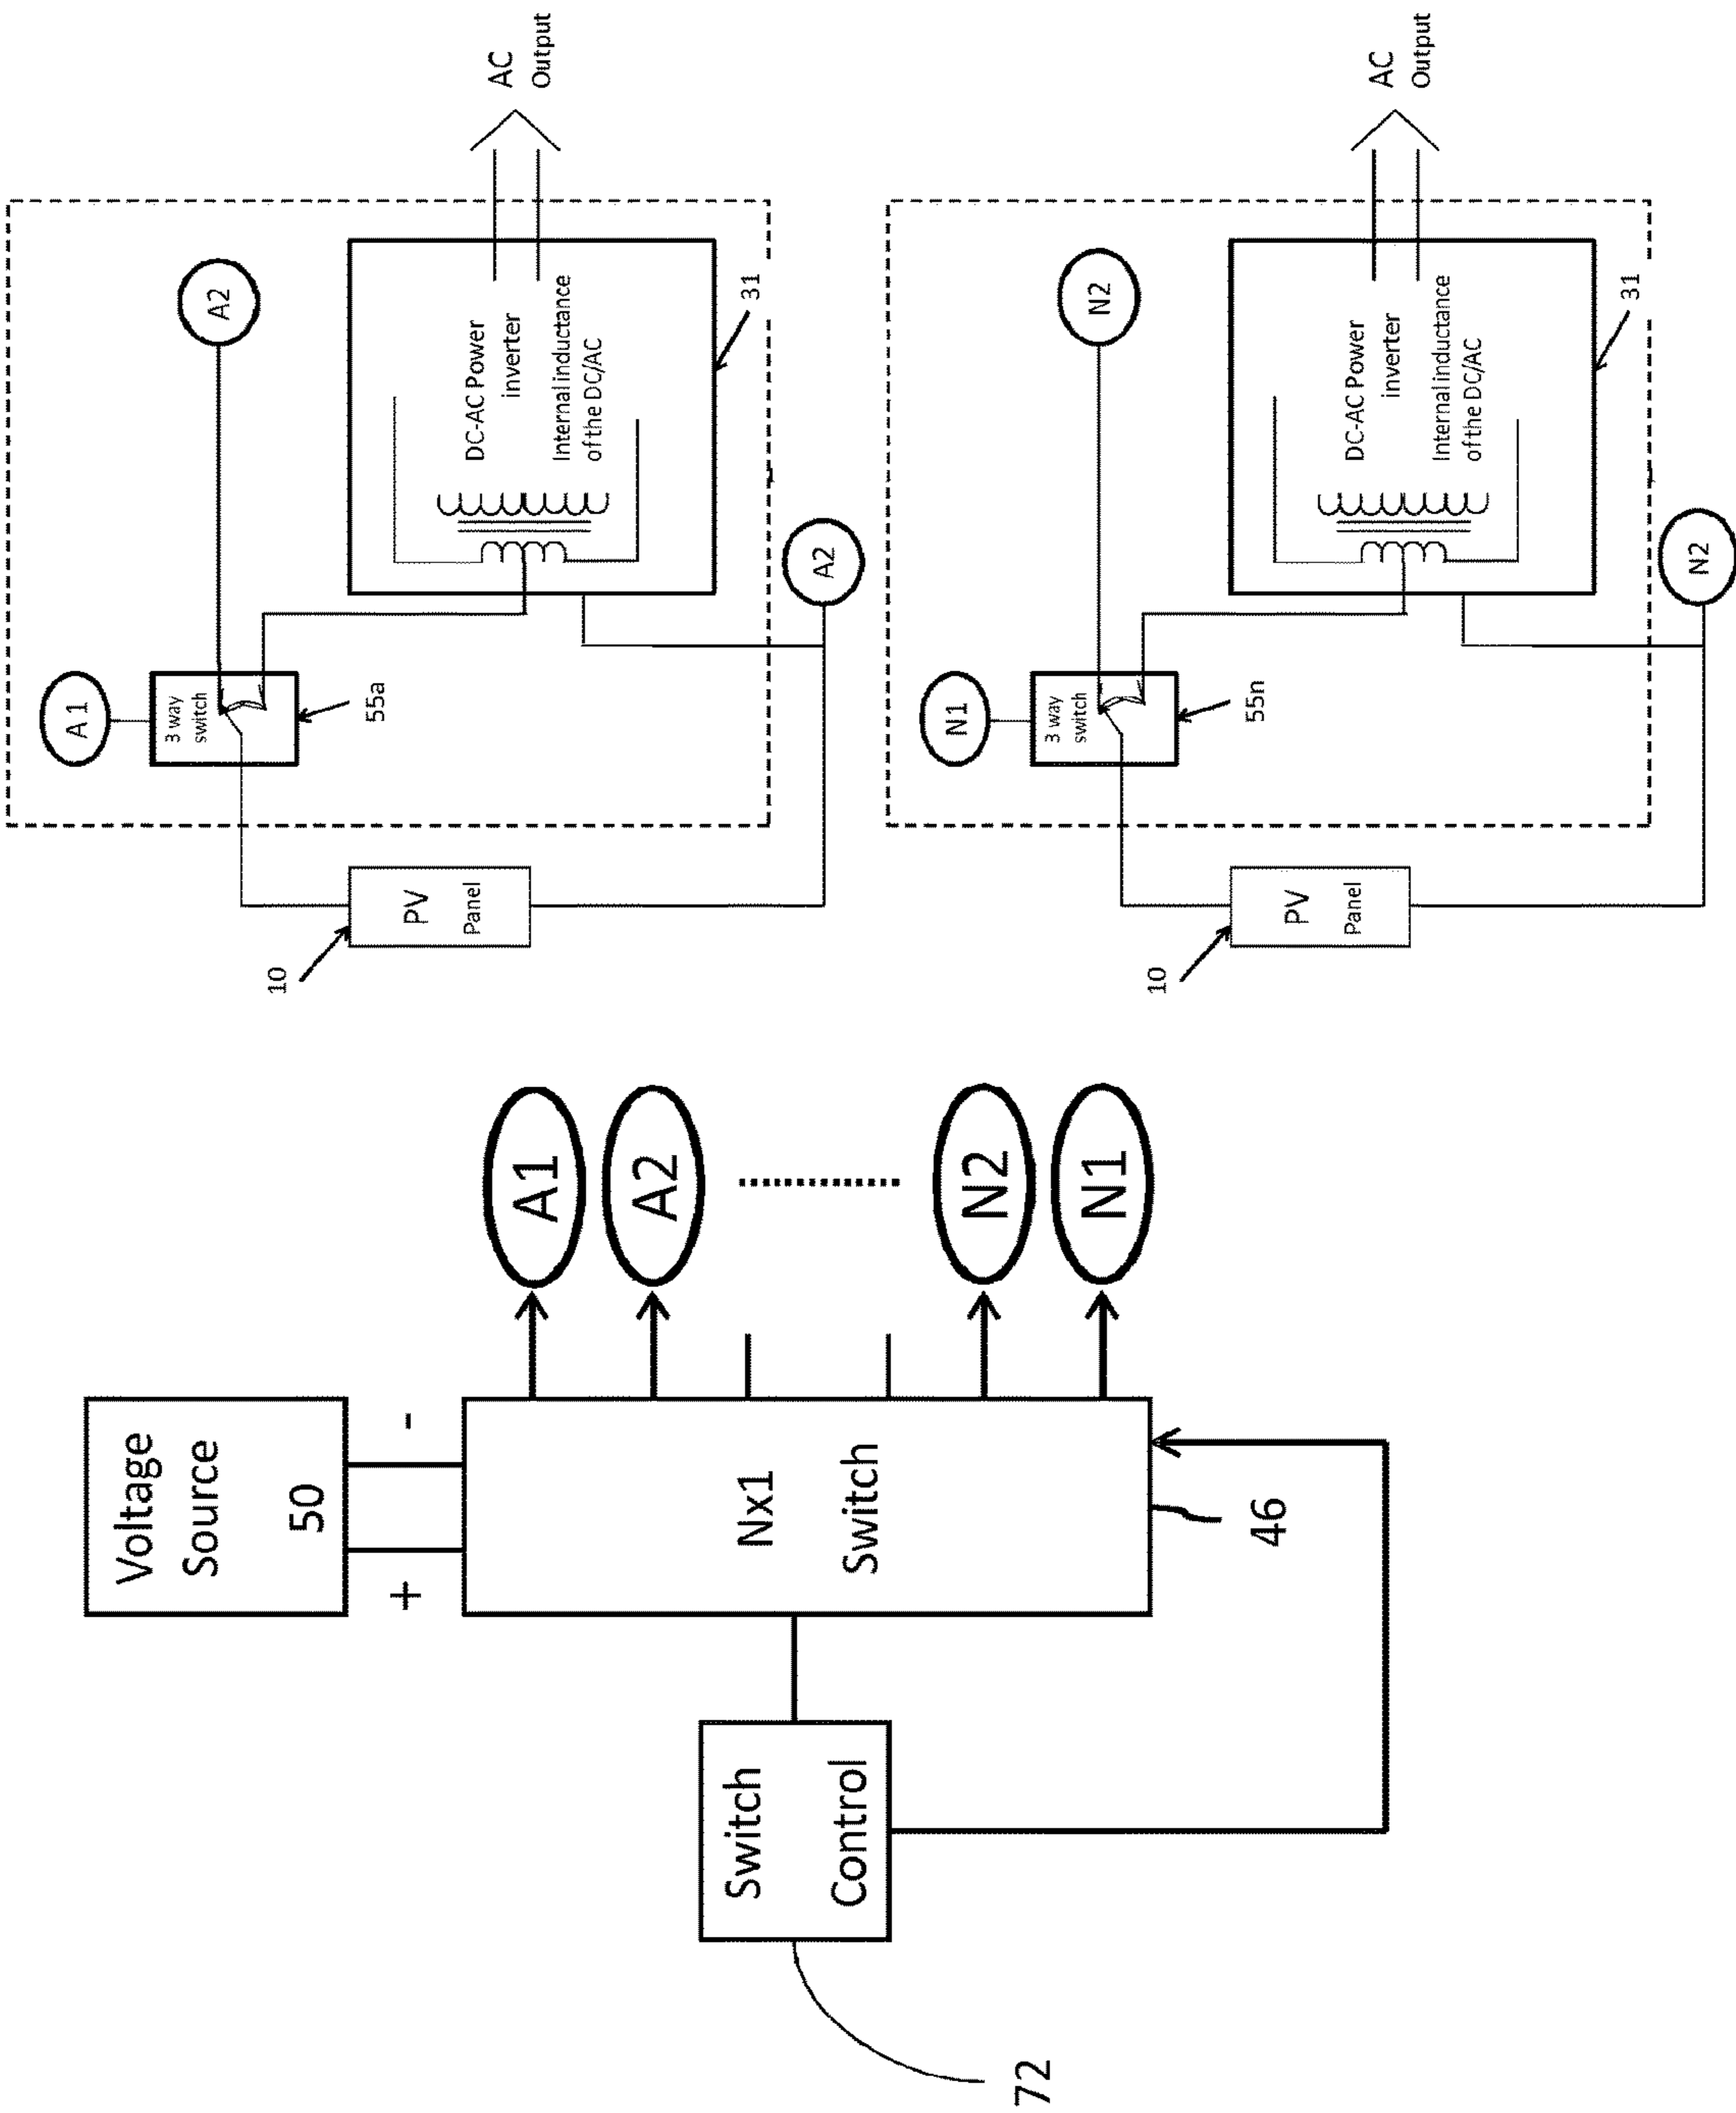 Voltage
Source
50
+
-
Nx1
Switch
46
Switch
Control
72
A1
A2
N2
N1
10
PV
Panel
A1
3 way
switch
55a
A2
DC-AC Power
inverter
Internal inductance
of the DC/AC
31
A2
AC
Output
10
PV
Panel
N1
3 way
switch
55n
N2
DC-AC Power
inverter
Internal inductance
of the DC/AC
31
N2
AC
Output